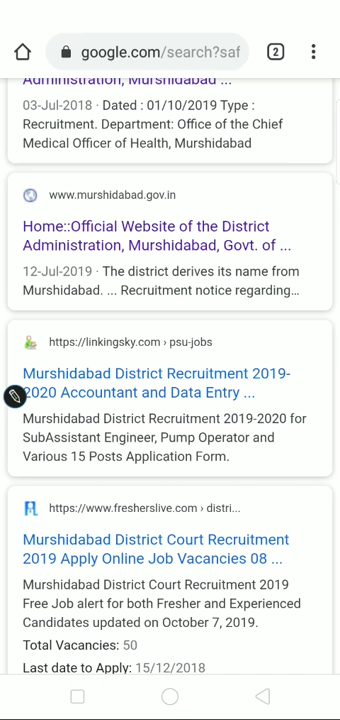 google.com/search?saf
2
Administration, Murshidabad ...
03-Jul-2018 · Dated : 01/10/2019 Type :
Recruitment. Department: Office of the Chief
Medical Officer of Health, Murshidabad
www.murshidabad.gov.in
Home::Official Website of the District
Administration, Murshidabad, Govt. of ...
12-Jul-2019 · The district derives its name from
Murshidabad. ... Recruitment notice regarding...
https://linkingsky.com › psu-jobs
Murshidabad District Recruitment 2019-
2020 Accountant and Data Entry ...
Murshidabad District Recruitment 2019-2020 for
SubAssistant Engineer, Pump Operator and
Various 15 Posts Application Form.
https://www.fresherslive.com › distri...
Murshidabad District Court Recruitment
2019 Apply Online Job Vacancies 08 ...
Murshidabad District Court Recruitment 2019
Free Job alert for both Fresher and Experienced
Candidates updated on October 7, 2019.
Total Vacancies: 50
Last date to Apply: 15/12/2018